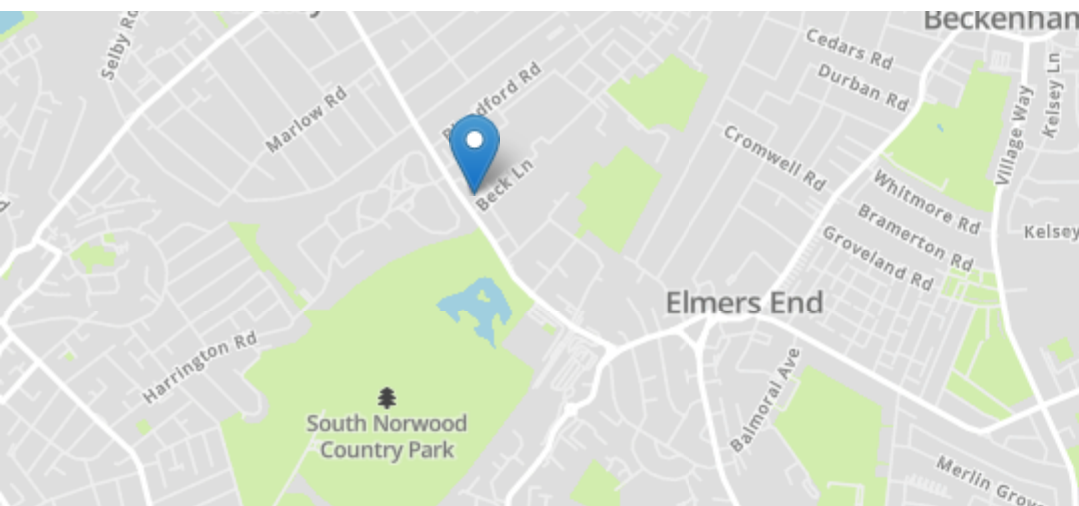 Beckenham
Selby Rd
Cedars Rd
Durban Rd
Kelsey Ln
Village Way
Marlow Rd
Cromwell Rd
Beck Ln
Whitmore Rd
Bramerton Rd
Groveland Rd
Kelsey
Elmers End
Harrington Rd
Balmoral Ave
South Norwood
Country Park
Merlin Grove